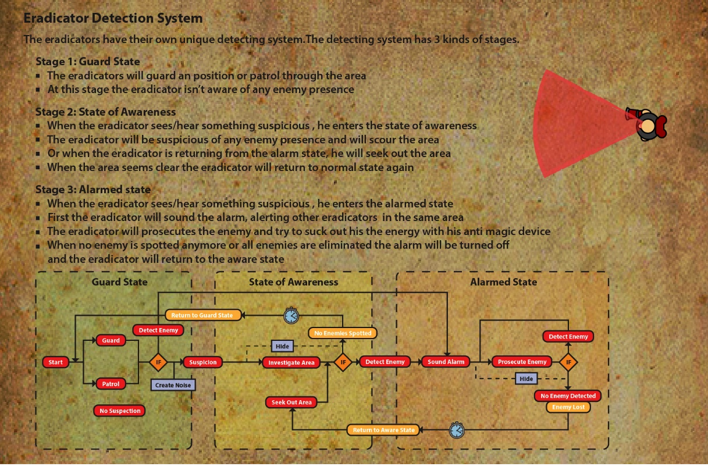 Eradicator Detection System
The eradicators have their own unique detecting system.The detecting system has 3 kinds of stages.
Stage 1: Guard State
▪ The eradicators will guard an position or patrol through the area
▪ At this stage the eradicator isn't aware of any enemy presence
Stage 2: State of Awareness
▪ When the eradicator sees/hear something suspicious , he enters the state of awareness
▪ The eradicator will be suspicious of any enemy presence and will scour the area
▪ Or when the eradicator is returning from the alarm state, he will seek out the area
▪ When the area seems clear the eradicator will return to normal state again
Stage 3: Alarmed state
▪ When the eradicator sees/hear something suspicious , he enters the alarmed state
▪ First the eradicator will sound the alarm, alerting other eradicators in the same area
▪ The eradicator will prosecutes the enemy and try to suck out his the energy with his anti magic device
▪ When no enemy is spotted anymore or all enemies are eliminated the alarm will be turned off
and the eradicator will return to the aware state
Guard State
State of Awareness
Alarmed State
Return to Guard State
Detect Enemy
No Enemies Spotted
Detect Enemy
Guard
Hide
Start
IF
Suspicion
Investigate Area
IF
Detect Enemy
Sound Alarm
Prosecute Enemy
IF
Patrol
Create Noise
Hide
No Enemy Detected
Seek Out Area
Enemy Lost
No Suspection
Return to Aware State